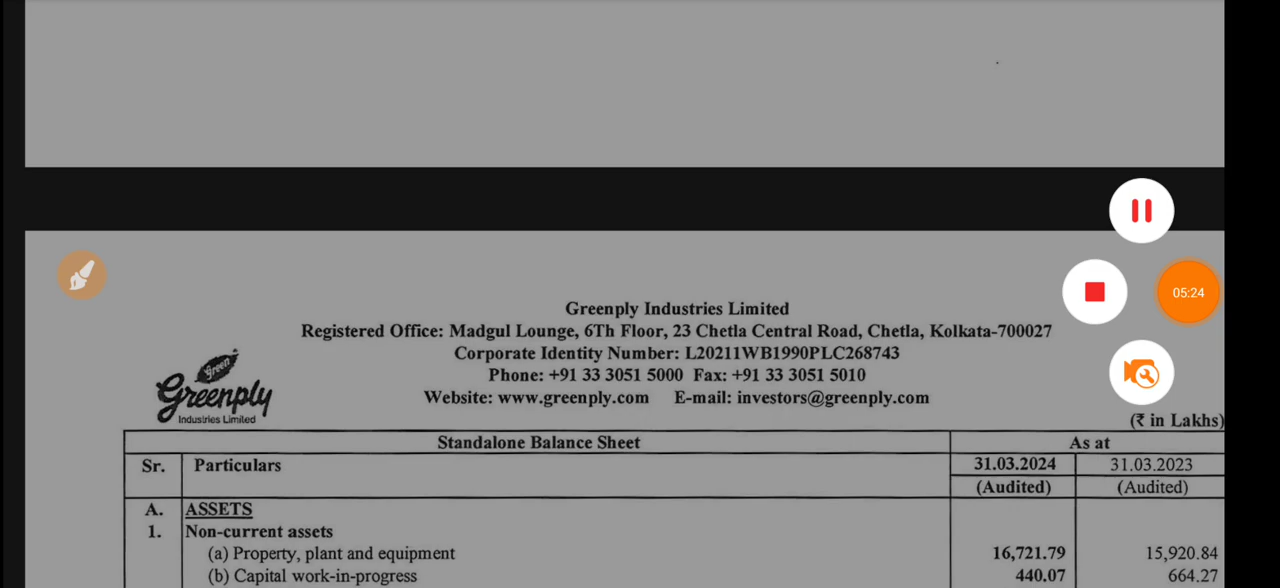 05:24
Greenply Industries Limited
Registered Office: Madgul Lounge, 6Th Floor, 23 Chetla Central Road, Chetla, Kolkata-700027
Corporate Identity Number: L20211WB1990PLC268743
Phone: +91 33 3051 5000 Fax: +91 33 3051 5010
Website: www.greenply.com E-mail: investors@greenply.com
Green
Greenply
Industries Limited
(₹ in Lakhs)
Standalone Balance Sheet As at
Sr. Particulars 31.03.2024 31.03.2023
(Audited) (Audited)
A. ASSETS
1. Non-current assets
(a) Property, plant and equipment 16,721.79 15,920.84
(b) Capital work-in-progress 440.07 664.27